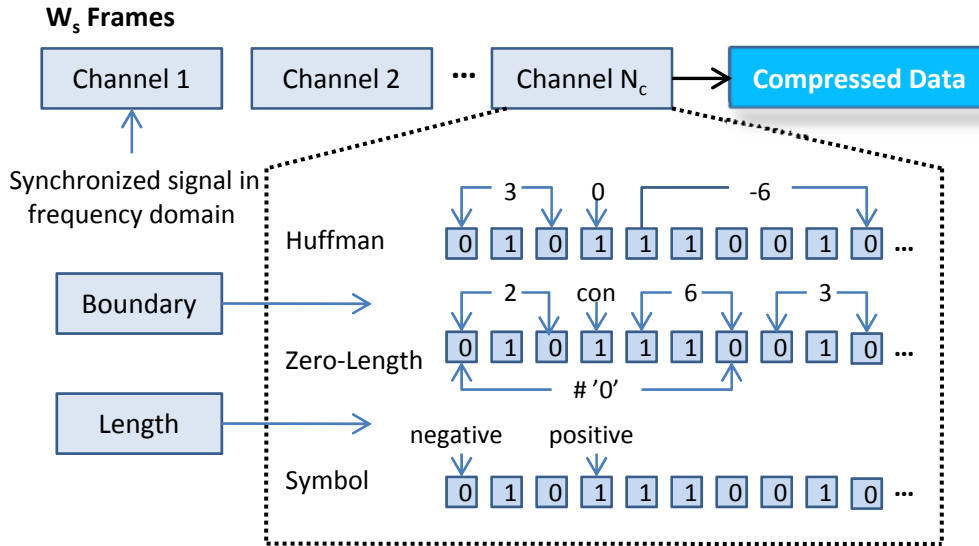 W_s Frames
Channel 1 Channel 2 ... Channel N_c Compressed Data
Synchronized signal in
frequency domain
3 0 -6
Huffman 0 1 0 1 1 1 0 0 1 0 ...
Boundary
2 con 6 3
Zero-Length 0 1 0 1 1 1 0 0 1 0 ...
# '0'
Length
negative positive
Symbol 0 1 0 1 1 1 0 0 1 0 ...